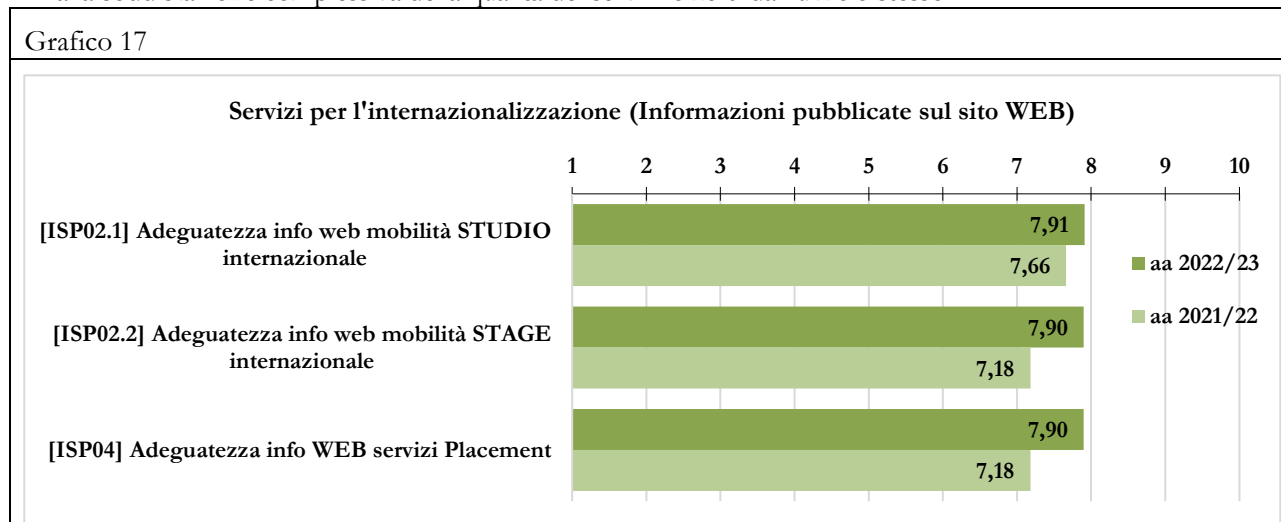 Grafico 17
Servizi per l'internazionalizzazione (Informazioni pubblicate sul sito WEB)
1 2 3 4 5 6 7 8 9 10
[ISP02.1] Adeguatezza info web mobilità STUDIO
internazionale
7,91
7,66
[ISP02.2] Adeguatezza info web mobilità STAGE
internazionale
7,90
7,18
[ISP04] Adeguatezza info WEB servizi Placement
7,90
7,18
aa 2022/23
aa 2021/22